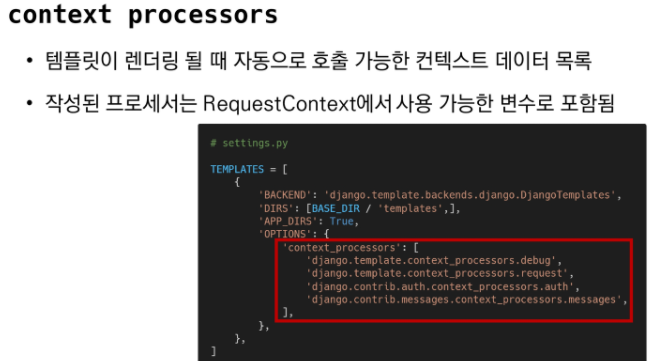 context processors
• 템플릿이 렌더링 될 때 자동으로 호출 가능한 컨텍스트 데이터 목록
• 작성된 프로세서는 RequestContext에서 사용 가능한 변수로 포함됨
# settings.py
TEMPLATES = [
    {
        'BACKEND': 'django.template.backends.django.DjangoTemplates',
        'DIRS': [BASE_DIR / 'templates',],
        'APP_DIRS': True,
        'OPTIONS': {
            'context_processors': [
                'django.template.context_processors.debug',
                'django.template.context_processors.request',
                'django.contrib.auth.context_processors.auth',
                'django.contrib.messages.context_processors.messages',
            ],
        },
    },
]